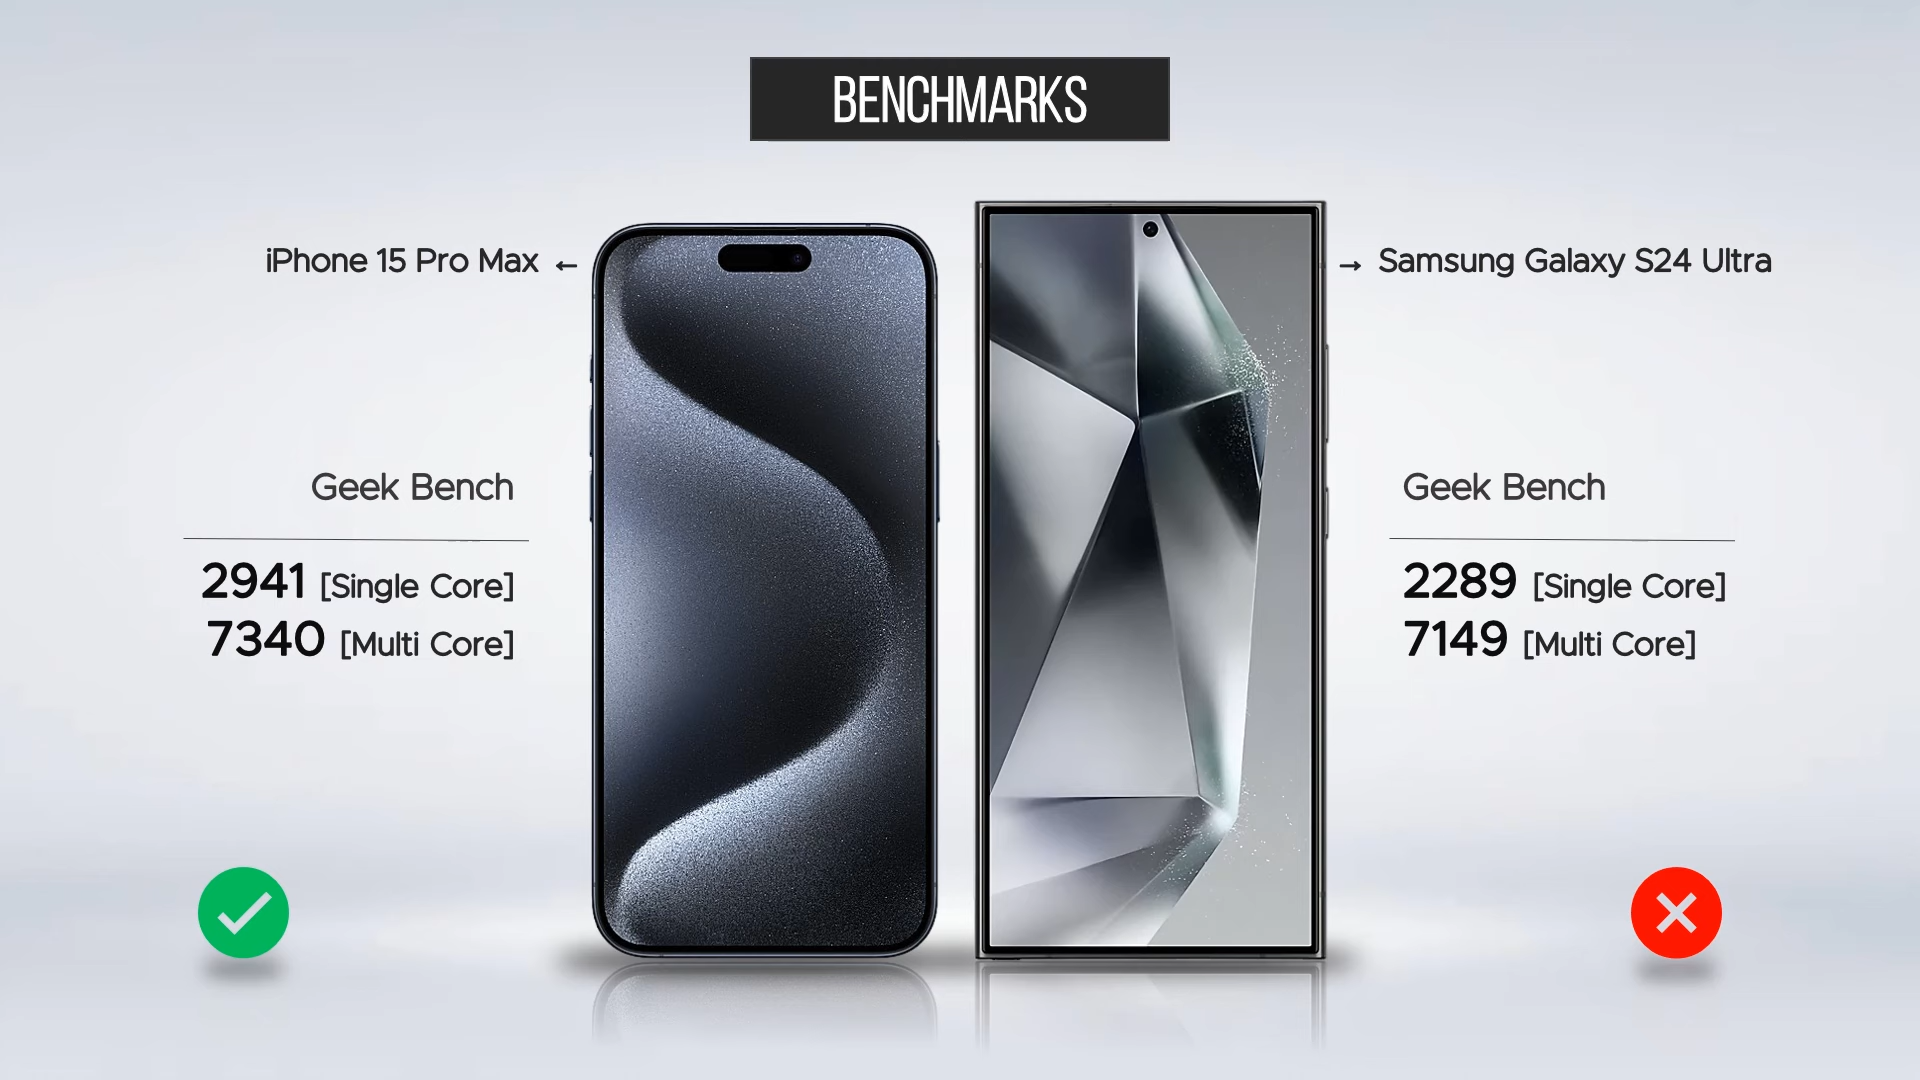 BENCHMARKS
iPhone 15 Pro Max ←
→ Samsung Galaxy S24 Ultra
Geek Bench
2941 [Single Core]
7340 [Multi Core]
Geek Bench
2289 [Single Core]
7149 [Multi Core]